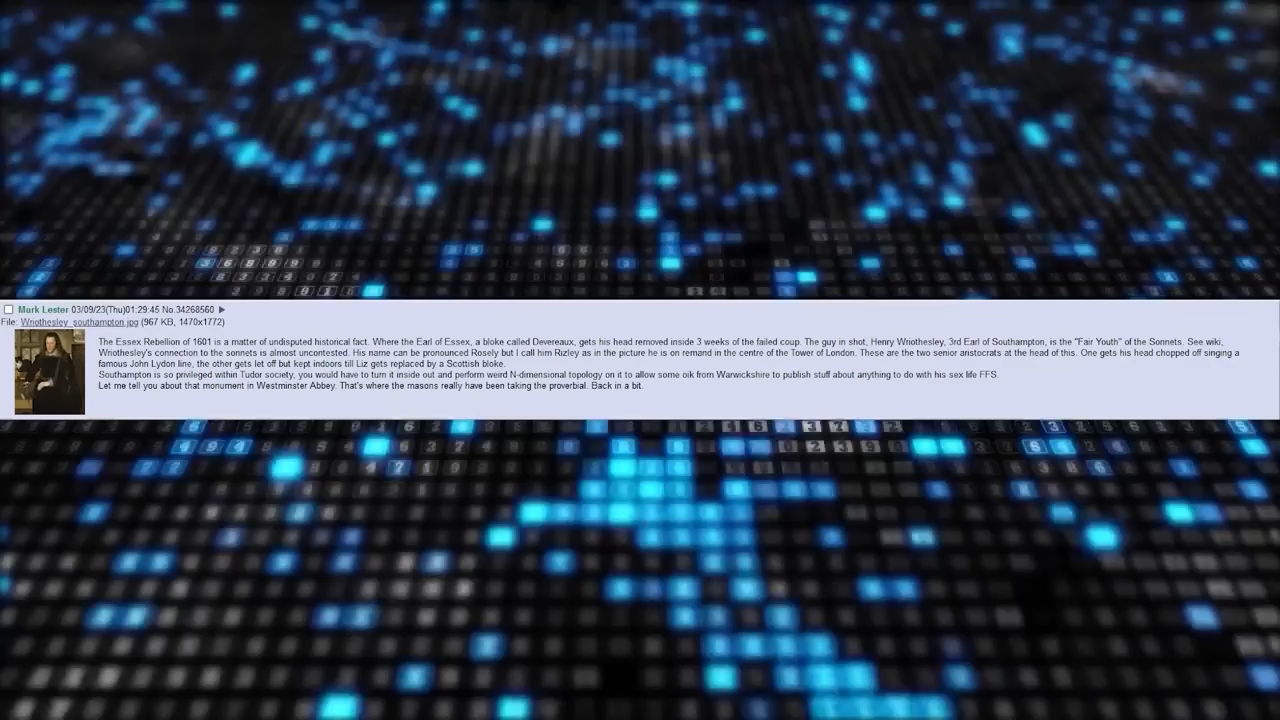 Mark Lester 03/09/23(Thu)01:29:45 No.34268560 ▶
File: Wriothesley_southampton.jpg (967 KB, 1470x1772)
The Essex Rebellion of 1601 is a matter of undisputed historical fact. Where the Earl of Essex, a bloke called Devereaux, gets his head removed inside 3 weeks of the failed coup. The guy in shot, Henry Wriothesley, 3rd Earl of Southampton, is the "Fair Youth" of the Sonnets. See wiki,
Wriothesley's connection to the sonnets is almost uncontested. His name can be pronounced Rosely but I call him Rizley as in the picture he is on remand in the centre of the Tower of London. These are the two senior aristocrats at the head of this. One gets his head chopped off singing a
famous John Lydon line, the other gets let off but kept indoors till Liz gets replaced by a Scottish bloke.
Southampton is so privileged within Tudor society, you would have to turn it inside out and perform weird N-dimensional topology on it to allow some oik from Warwickshire to publish stuff about anything to do with his sex life FFS.
Let me tell you about that monument in Westminster Abbey. That's where the masons really have been taking the proverbial. Back in a bit.